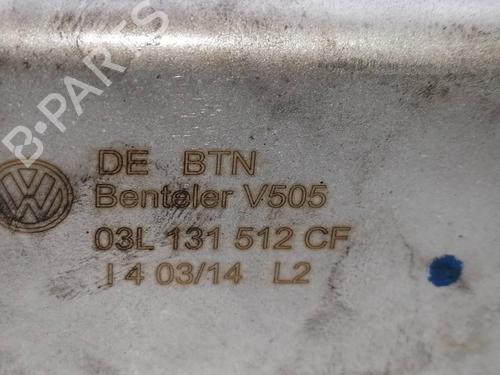 B-PARTS
DE BTN
Benteler V505
03L 131 512 CF
I 4 03/14 L2